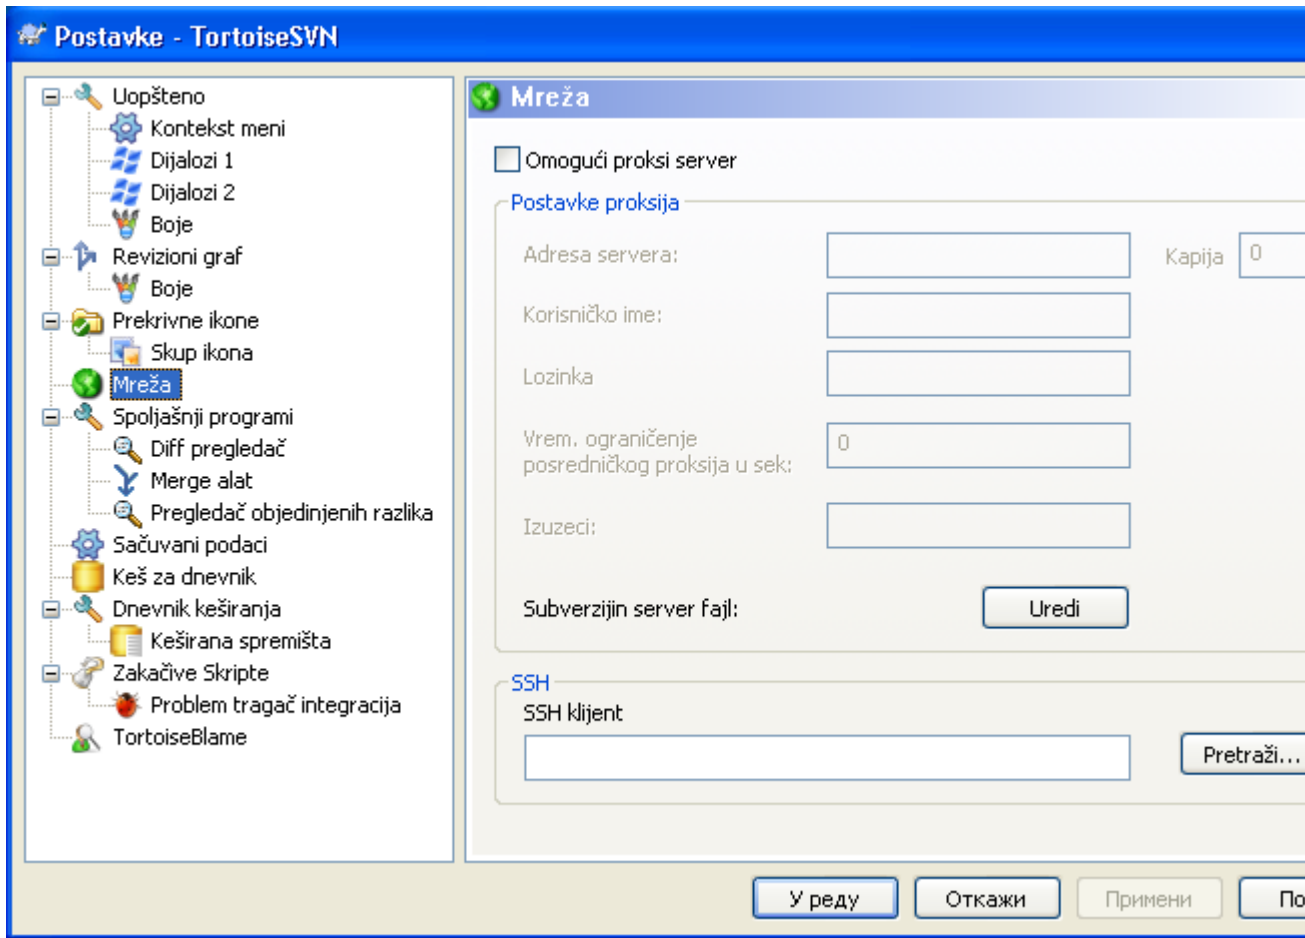 Postavke - TortoiseSVN
Uopšteno
Kontekst meni
Dijalozi 1
Dijalozi 2
Boje
Revizioni graf
Boje
Prekrivne ikone
Skup ikona
Mreža
Spoljašnji programi
Diff pregledač
Merge alat
Pregledač objedinjenih razlika
Sačuvani podaci
Keš za dnevnik
Dnevnik keširanja
Keširana spremišta
Zakačive Skripte
Problem tragač integracija
TortoiseBlame
Mreža
Omogući proksi server
Postavke proksija
Adresa servera:
Kapija 0
Korisničko ime:
Lozinka
Vrem. ograničenje
posredničkog proksija u sek:
0
Izuzeci:
Subverzijin server fajl:
Uredi
SSH
SSH klijent
Pretraži...
У реду
Откажи
Примени